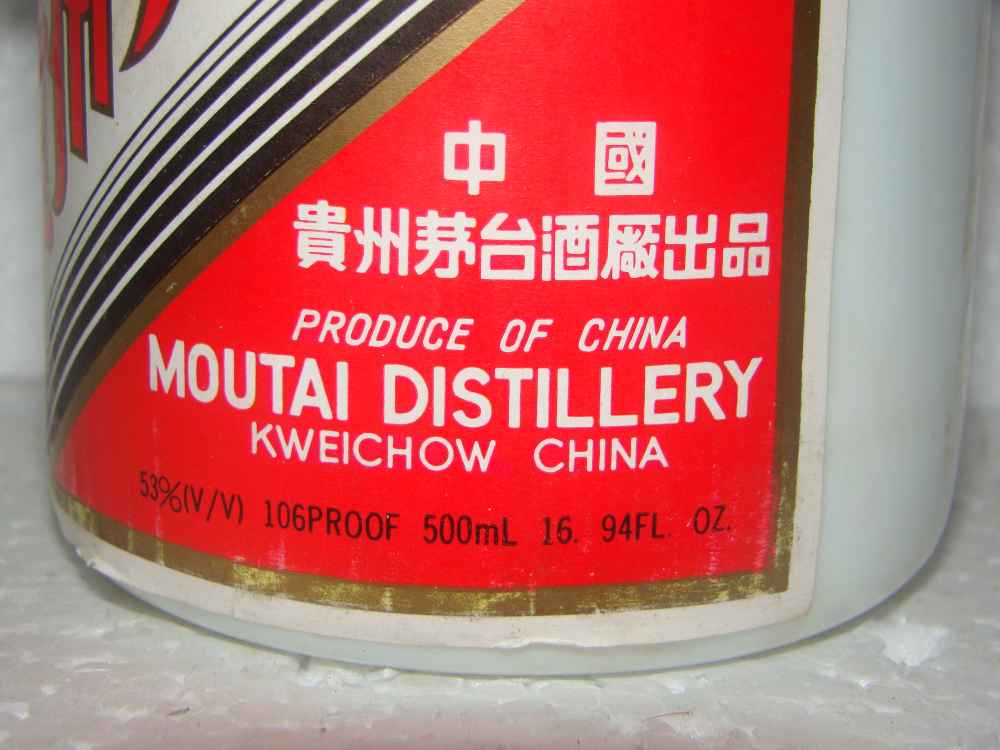 中國
貴州茅台酒廠出品
PRODUCE OF CHINA
MOUTAI DISTILLERY
KWEICHOW CHINA
53%(V/V) 106PROOF 500mL 16. 94FL. OZ.